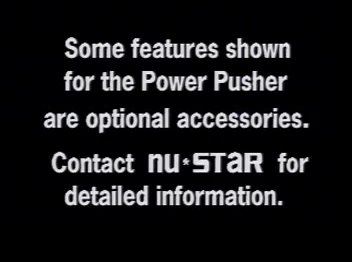 Some features shown
for the Power Pusher
are optional accessories.
Contact nu*STaR for
detailed information.